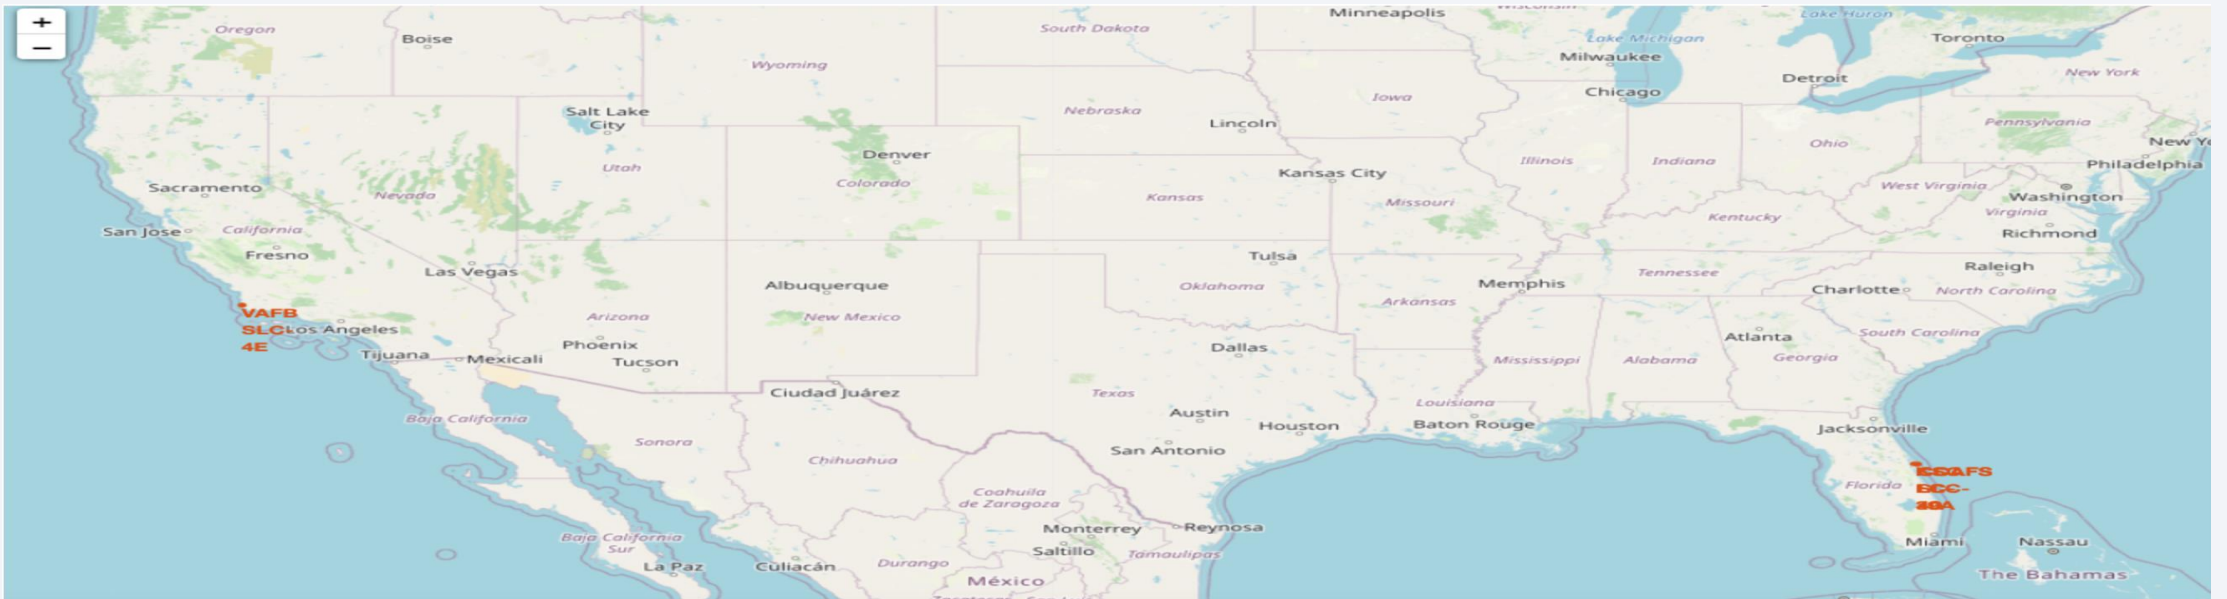 +
−
Oregon
Boise
South Dakota
Minneapolis
Lake Huron
Toronto
Lake Michigan
Milwaukee
Wyoming
Detroit
New York
Chicago
Iowa
Nebraska
Salt Lake
City
Lincoln
Pennsylvania
Ohio
Denver
Illinois
Indiana
Philadelphia
Utah
Kansas City
Colorado
Sacramento
Nevada
Kansas
Missouri
West Virginia
Washington
Virginia
Kentucky
San Jose
California
Richmond
Fresno
Las Vegas
Tulsa
Raleigh
Tennessee
Albuquerque
Oklahoma
Memphis
Charlotte
North Carolina
Arkansas
VAFB
SLC-
4E
Los Angeles
Arizona
New Mexico
Phoenix
Dallas
Atlanta
South Carolina
Tijuana
Mexicali
Tucson
Mississippi
Alabama
Georgia
Ciudad Juárez
Texas
Louisiana
Baja California
Austin
Houston
Baton Rouge
Jacksonville
Sonora
San Antonio
Chihuahua
Florida
Coahuila
de Zaragoza
Monterrey
Reynosa
Baja California
Sur
Saltillo
Tamaulipas
Miami
Nassau
La Paz
Culiacán
Durango
México
The Bahamas